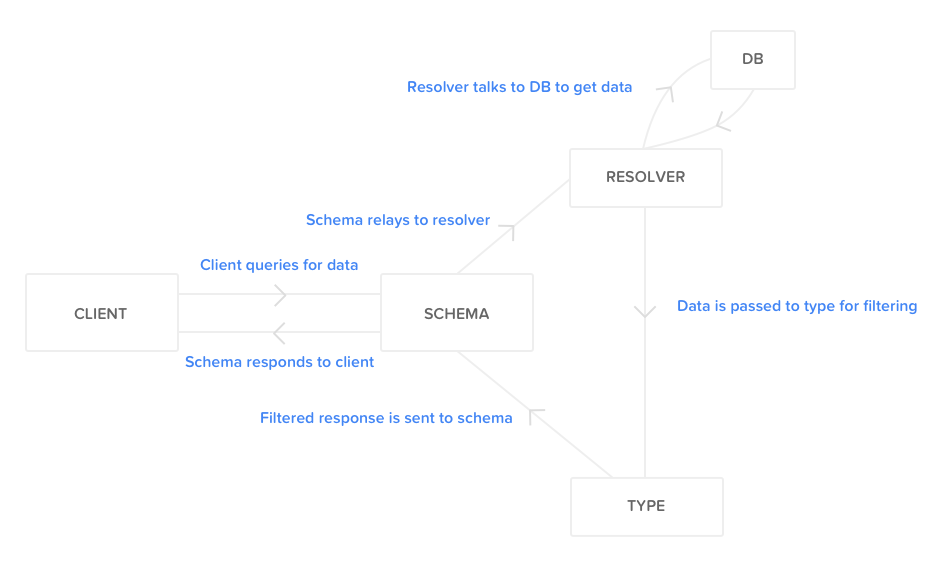 DB
Resolver talks to DB to get data
RESOLVER
Schema relays to resolver
Client queries for data
CLIENT
SCHEMA
Data is passed to type for filtering
Schema responds to client
Filtered response is sent to schema
TYPE